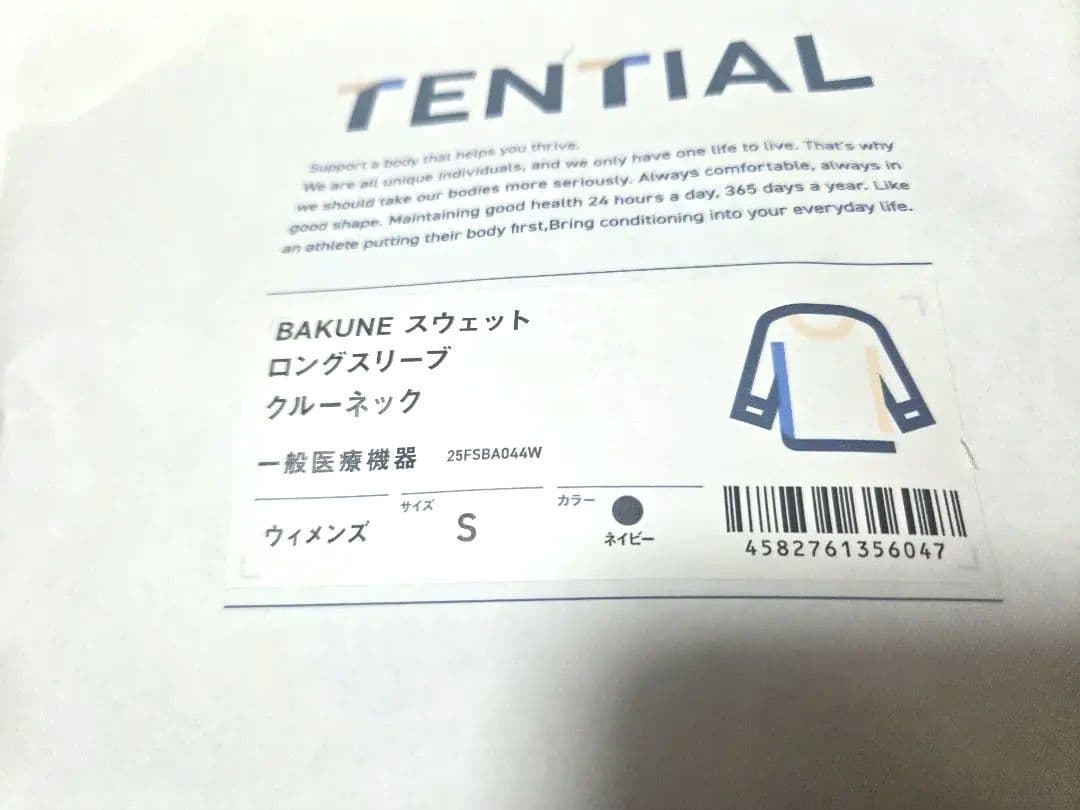 TENTIAL
Support a body that helps you thrive.
We are all unique individuals, and we only have one life to live. That's why
we should take our bodies more seriously. Always comfortable, always in
good shape. Maintaining good health 24 hours a day, 365 days a year. Like
an athlete putting their body first,Bring conditioning into your everyday life.
BAKUNE スウェット
ロングスリーブ
クルーネック
一般医療機器 25FSBA044W
ウィメンズ
サイズ
S
カラー
ネイビー
4582761356047